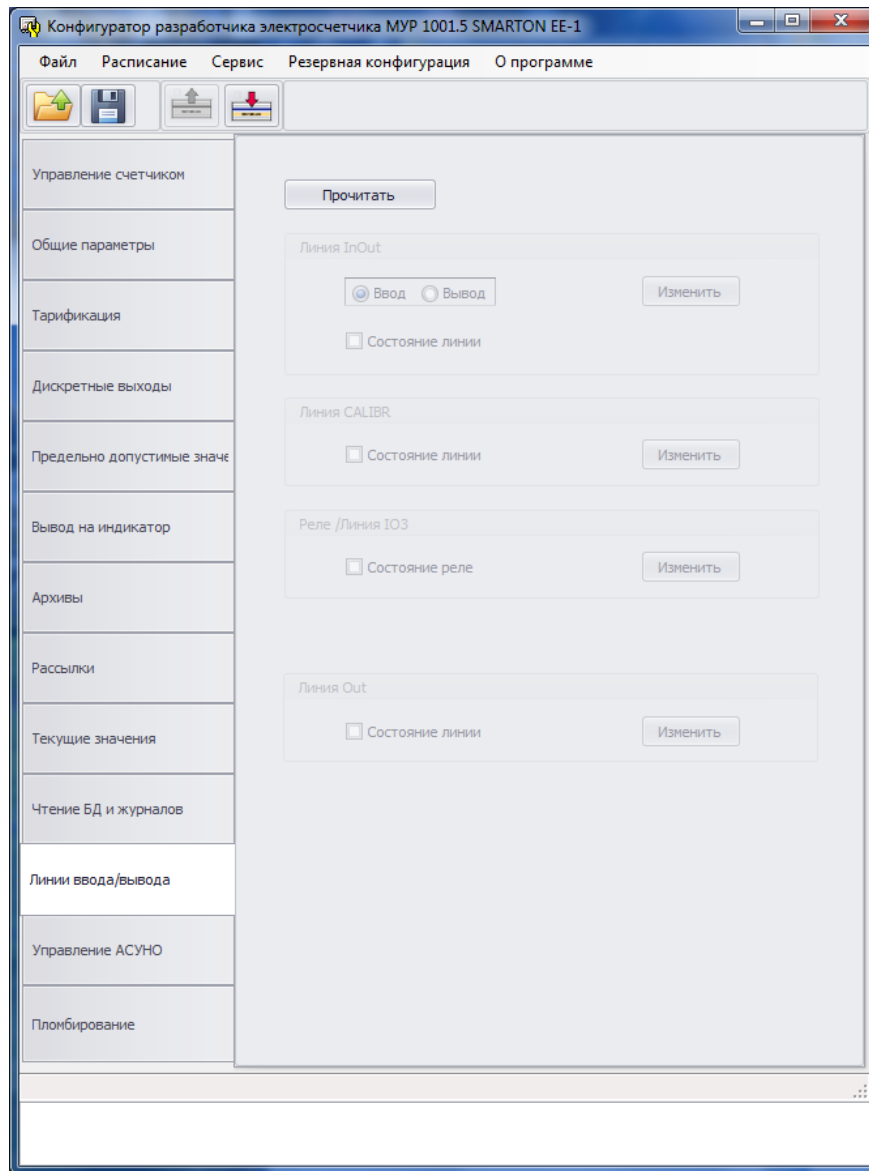 Конфигуратор разработчика электросчетчика МУР 1001.5 SMARTON EE-1
Файл Расписание Сервис Резервная конфигурация О программе
Управление счетчиком
Общие параметры
Тарификация
Дискретные выходы
Предельно допустимые значе
Вывод на индикатор
Архивы
Рассылки
Текущие значения
Чтение БД и журналов
Линии ввода/вывода
Управление АСУНО
Пломбирование
Прочитать
Линия InOut
Ввод Вывод Изменить
Состояние линии
Линия CALIBR
Состояние линии Изменить
Реле /Линия IO3
Состояние реле Изменить
Линия Out
Состояние линии Изменить